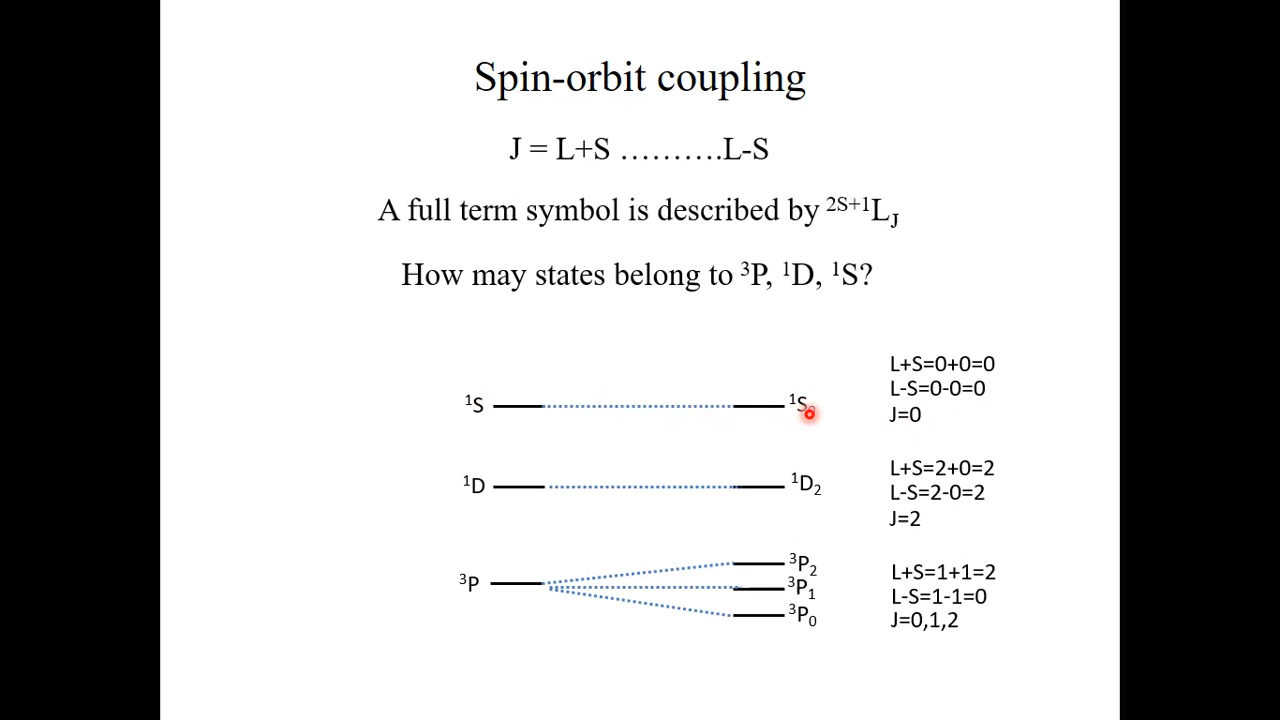 Spin-orbit coupling
J = L+S ……….L-S
A full term symbol is described by ²ˢ⁺¹L_J
How may states belong to ³P, ¹D, ¹S?
L+S=0+0=0
¹S ¹S
L-S=0-0=0
J=0
L+S=2+0=2
¹D ¹D₂
L-S=2-0=2
J=2
³P ³P₂
³P₁
³P₀
L+S=1+1=2
L-S=1-1=0
J=0,1,2